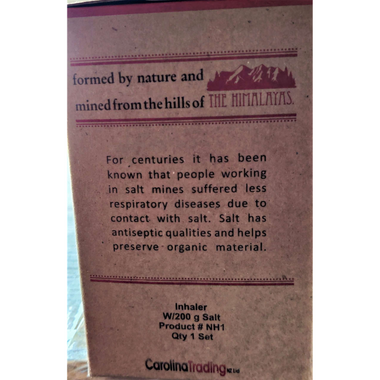 formed by nature and
mined from the hills of THE HIMALAYAS.
For centuries it has been
known that people working
in salt mines suffered less
respiratory diseases due to
contact with salt. Salt has
antiseptic qualities and helps
preserve organic material.
Inhaler
W/200 g Salt
Product # NH1
Qty 1 Set
CarolinaTrading NZ Ltd